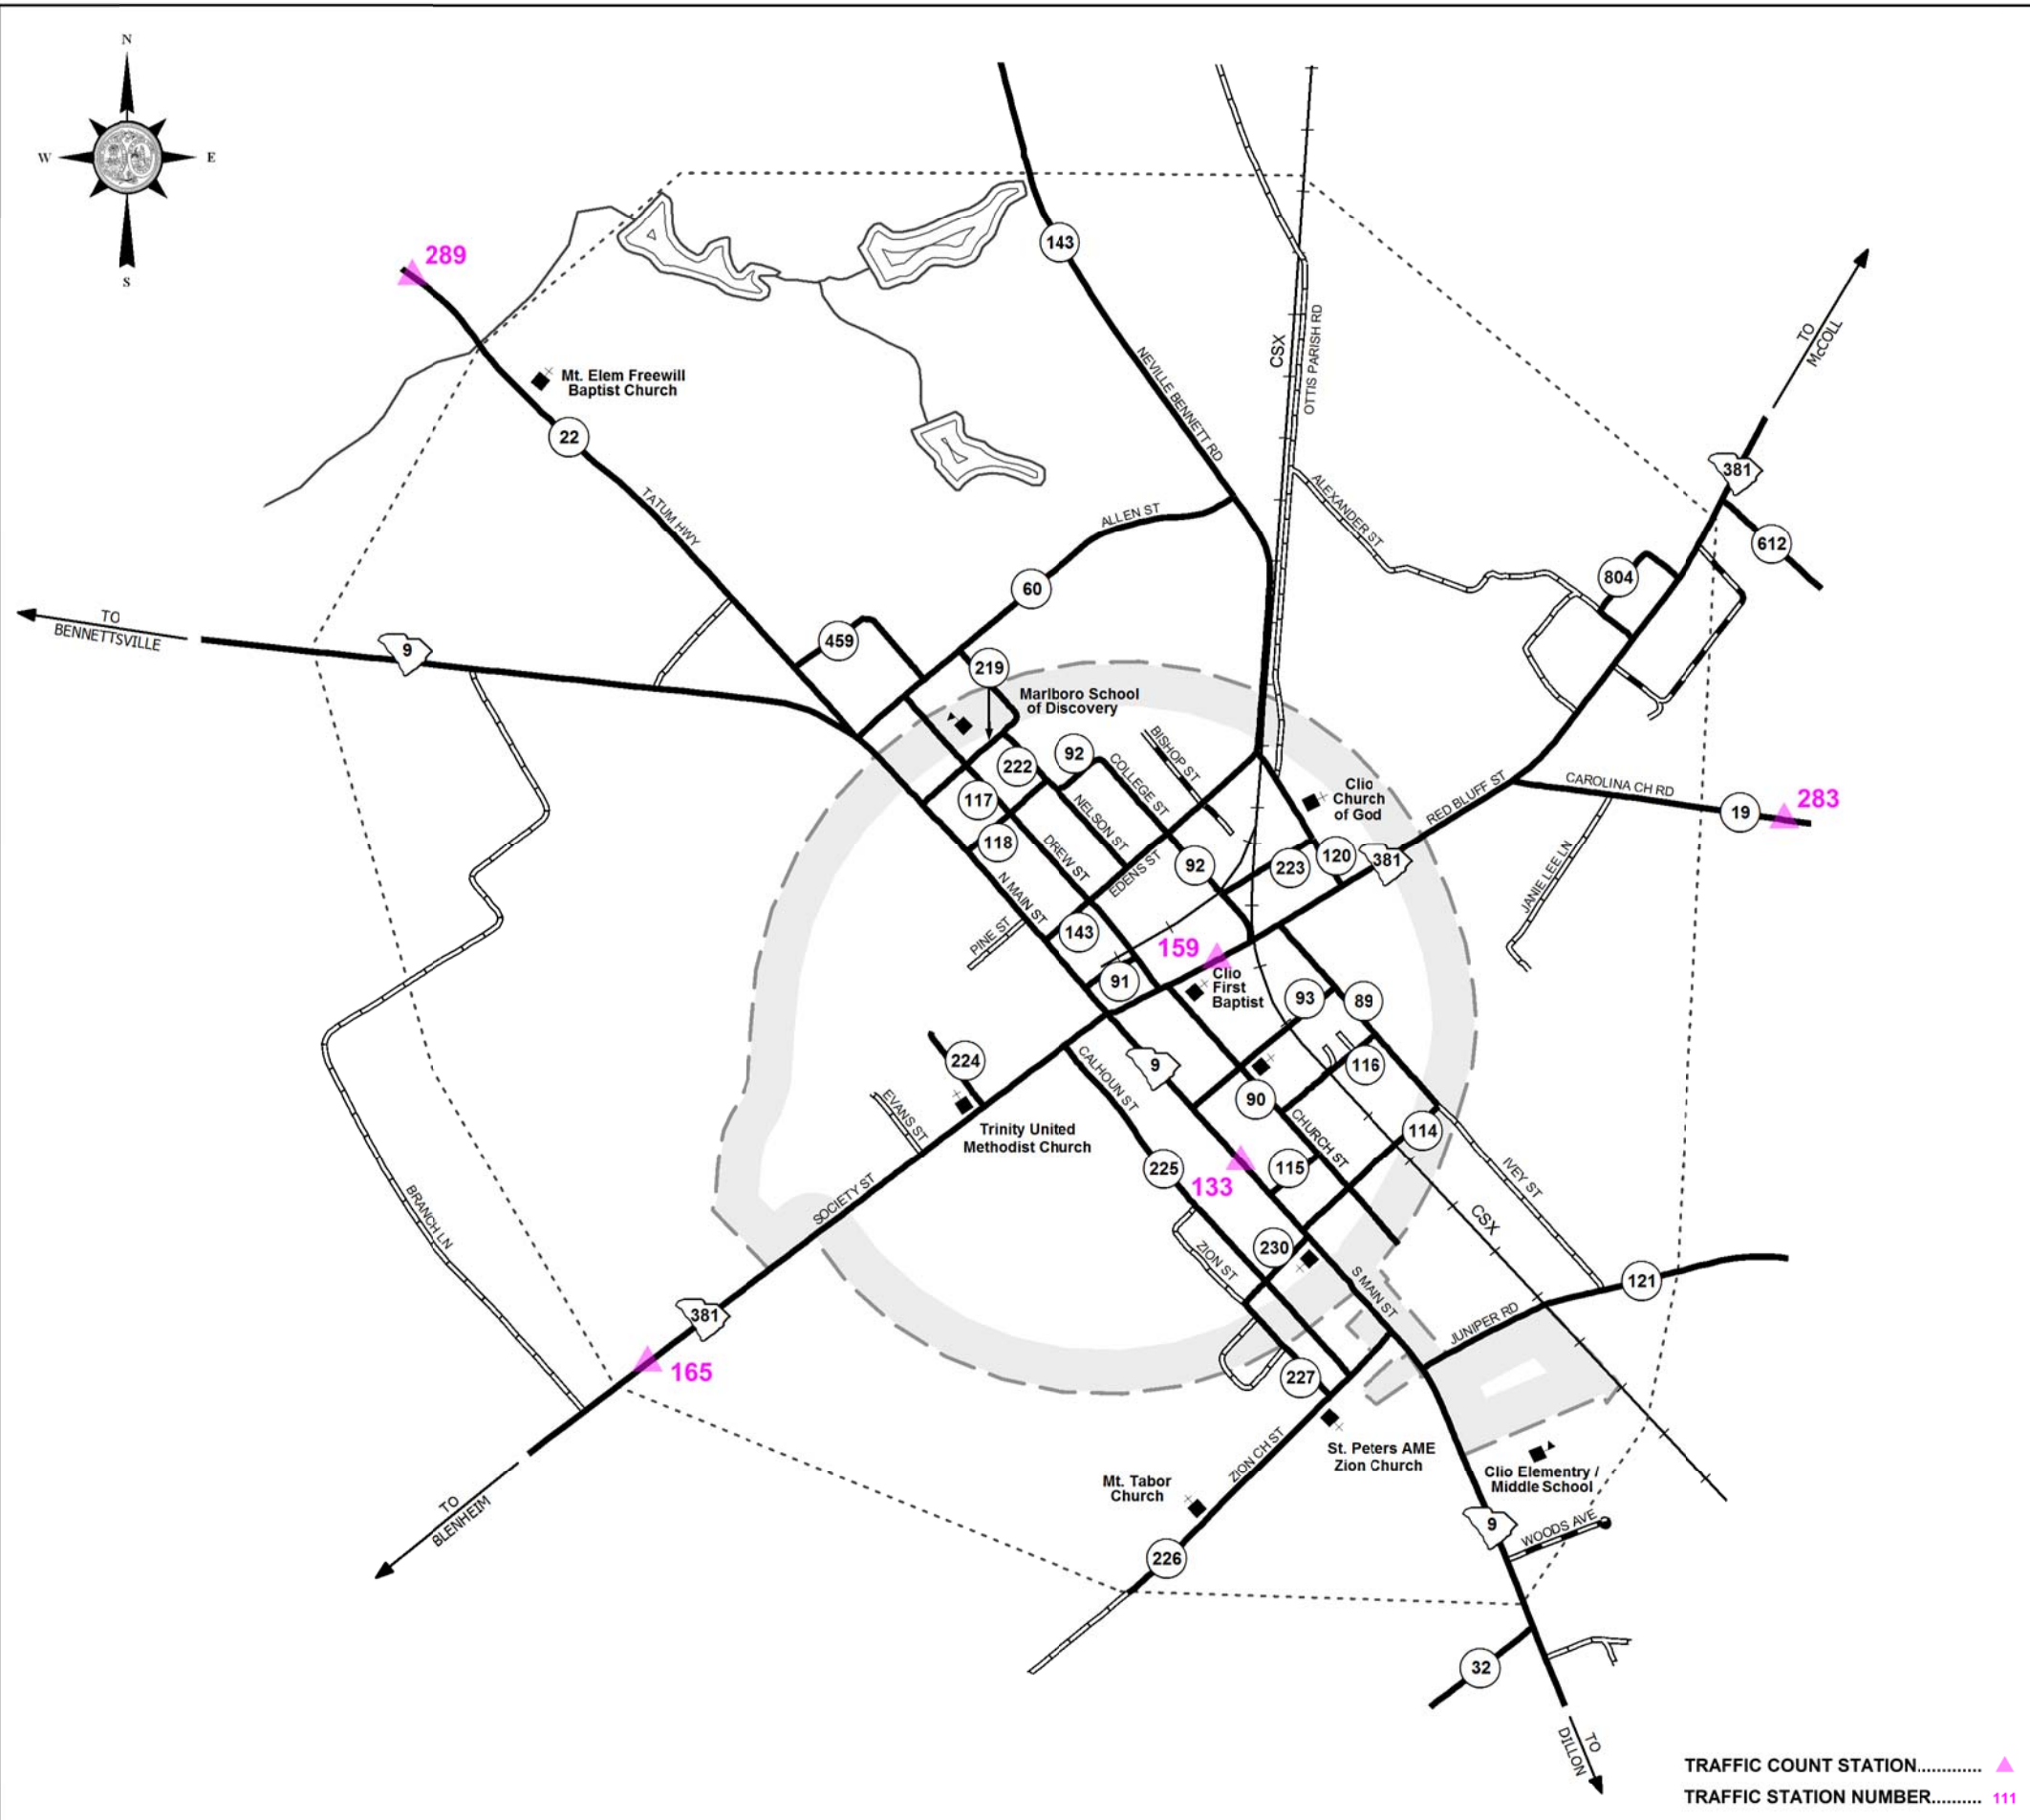 N
W
E
S
289
143
TO
McCOLL
CSX
OTTIS PARISH RD
NEVILLE BENNETT RD
Mt. Elem Freewill
Baptist Church
22
381
TATUM HWY
ALEXANDER ST
ALLEN ST
612
804
60
TO
BENNETTSVILLE
9
459
219
Marlboro School
of Discovery
BISHOP ST
92
222
COLLEGE ST
117
NELSON ST
Clio
Church
of God
RED BLUFF ST
CAROLINA CH RD
19
283
118
DREW ST
EDENS ST
92
223
120
381
JANIE LEE LN
N MAIN ST
PINE ST
143
159
91
Clio
First
Baptist
93
89
224
CALHOUN ST
9
116
EVANS ST
90
CHURCH ST
114
Trinity United
Methodist Church
225
133
115
IVEY ST
SOCIETY ST
BRANCH LN
CSX
ZION ST
230
S MAIN ST
121
JUNIPER RD
381
165
227
St. Peters AME
Zion Church
ZION CH ST
Mt. Tabor
Church
Clio Elementry /
Middle School
TO
BLENHEIM
9
WOODS AVE
226
32
TO
DILLON
TRAFFIC COUNT STATION.............
TRAFFIC STATION NUMBER.......... 111